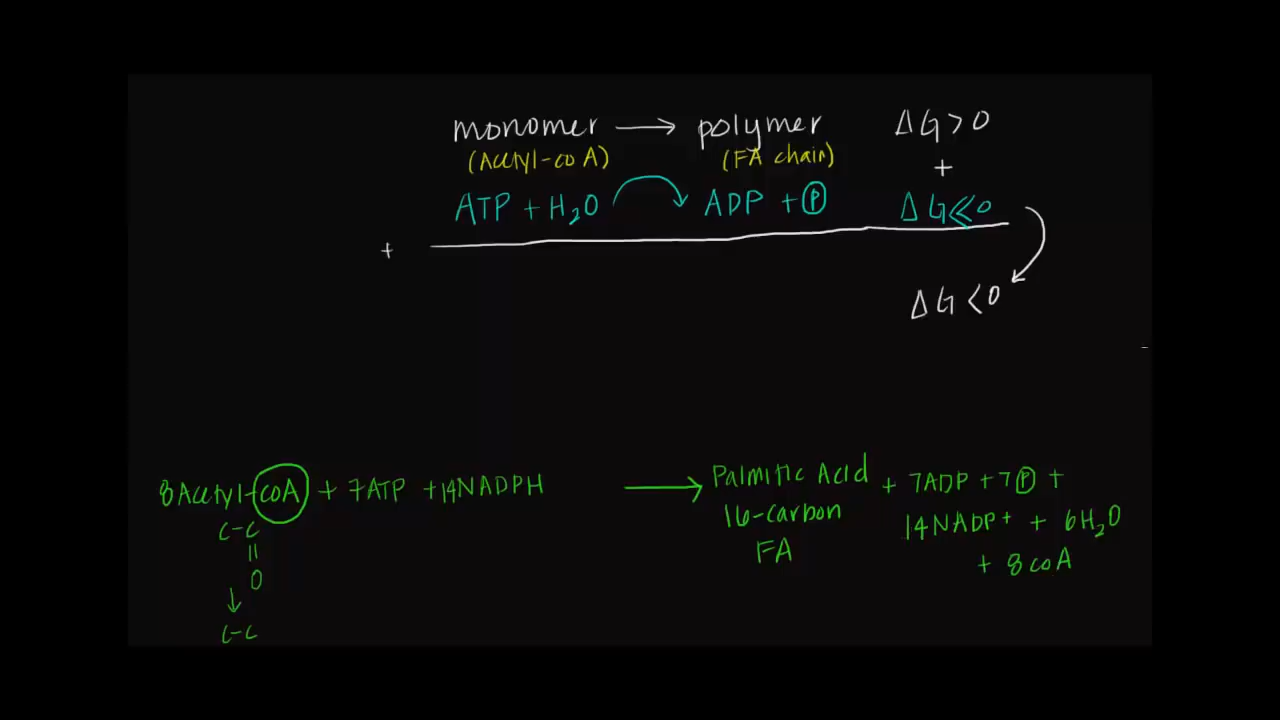 monomer → polymer ΔG>0
(Acetyl-coA) (FA chain) +
ATP + H₂O → ADP + Ⓟ ΔG≪0
+
ΔG<0
8Acetyl-coA + 7ATP +14NADPH → Palmitic Acid + 7ADP + 7Ⓟ +
C-C 16-carbon 14NADP+ + 6H₂O
|| FA + 8coA
O
↓
C-C